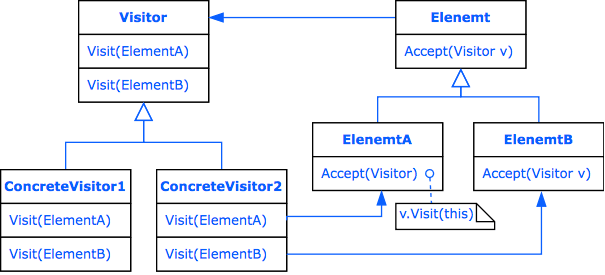 Visitor
Visit(ElementA)
Visit(ElementB)
Elenemt
Accept(Visitor v)
ConcreteVisitor1
Visit(ElementA)
Visit(ElementB)
ConcreteVisitor2
Visit(ElementA)
Visit(ElementB)
ElenemtA
Accept(Visitor)
v.Visit(this)
ElenemtB
Accept(Visitor v)